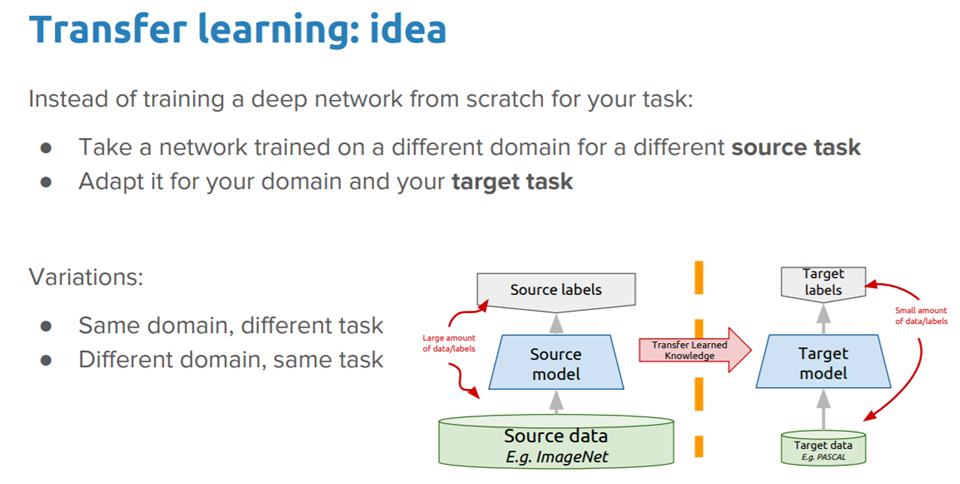 Transfer learning: idea
Instead of training a deep network from scratch for your task:
● Take a network trained on a different domain for a different source task
● Adapt it for your domain and your target task
Variations:
● Same domain, different task
● Different domain, same task
Source labels
Large amount
of data/labels
Source
model
Source data
E.g. ImageNet
Transfer Learned
Knowledge
Target
labels
Small amount
of data/labels
Target
model
Target data
E.g. PASCAL